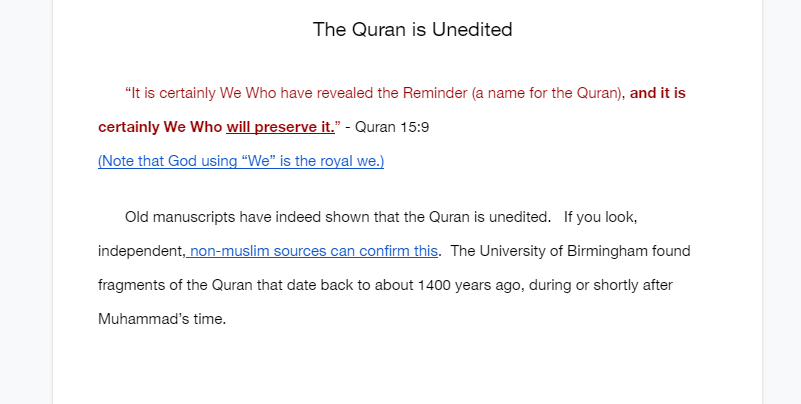 The Quran is Unedited
“It is certainly We Who have revealed the Reminder (a name for the Quran), and it is
certainly We Who will preserve it.” - Quran 15:9
(Note that God using “We” is the royal we.)
Old manuscripts have indeed shown that the Quran is unedited.   If you look,
independent, non-muslim sources can confirm this.  The University of Birmingham found
fragments of the Quran that date back to about 1400 years ago, during or shortly after
Muhammad’s time.